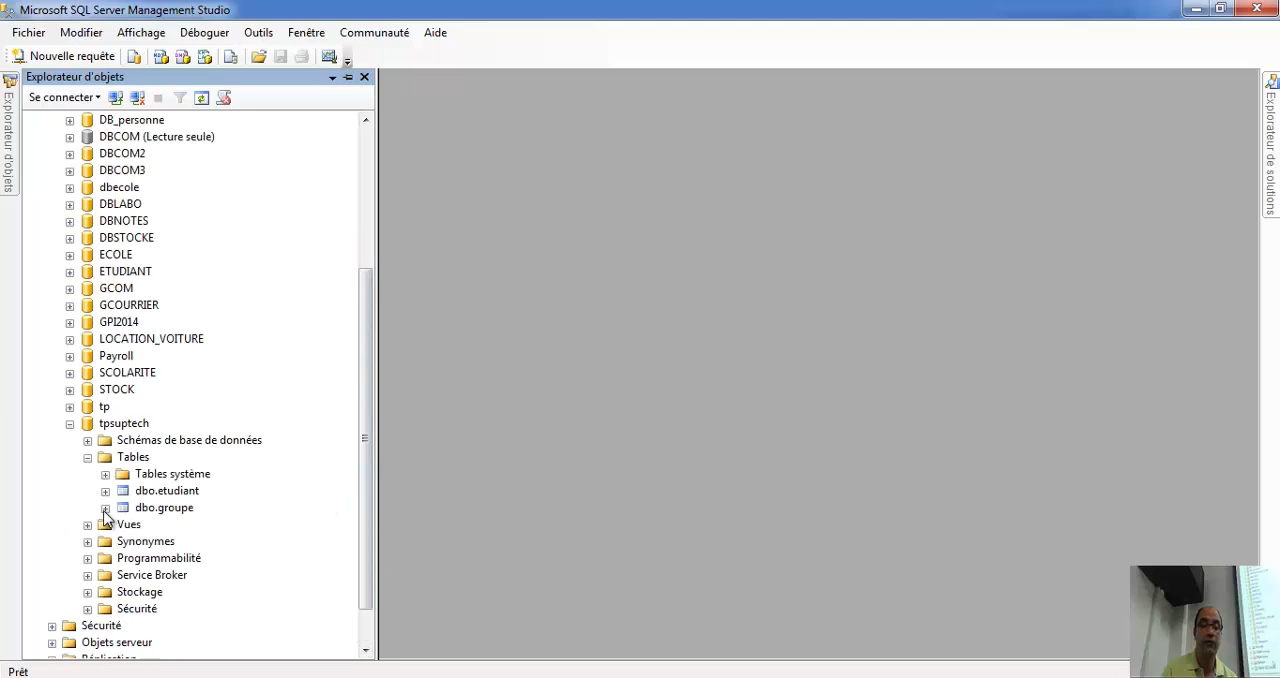 Microsoft SQL Server Management Studio
Fichier Modifier Affichage Déboguer Outils Fenêtre Communauté Aide
Nouvelle requête
Explorateur d'objets
Se connecter
Explorateur d'objets
DB_personne
DBCOM (Lecture seule)
DBCOM2
DBCOM3
dbecole
DBLABO
DBNOTES
DBSTOCKE
ECOLE
ETUDIANT
GCOM
GCOURRIER
GPI2014
LOCATION_VOITURE
Payroll
SCOLARITE
STOCK
tp
tpsuptech
Schémas de base de données
Tables
Tables système
dbo.etudiant
dbo.groupe
Vues
Synonymes
Programmabilité
Service Broker
Stockage
Sécurité
Sécurité
Objets serveur
Réplication
Explorateur de solutions
Prêt